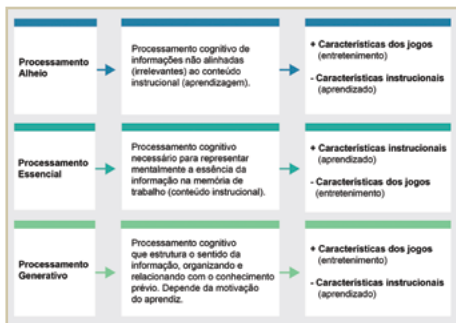 Processamento
Alheio
Processamento cognitivo de
informações não alinhadas
(irrelevantes) ao conteúdo
instrucional (aprendizagem).
+ Características dos jogos
(entretenimento)
- Características instrucionais
(aprendizado)
Processamento
Essencial
Processamento cognitivo
necessário para representar
mentalmente a essência da
informação na memória de
trabalho (conteúdo instrucional).
+ Características instrucionais
(aprendizado)
- Características dos jogos
(entretenimento)
Processamento
Generativo
Processamento cognitivo
que estrutura o sentido da
informação, organizando e
relacionando com o conhecimento
prévio. Depende da motivação
do aprendiz.
+ Características dos jogos
(entretenimento)
- Características instrucionais
(aprendizado)